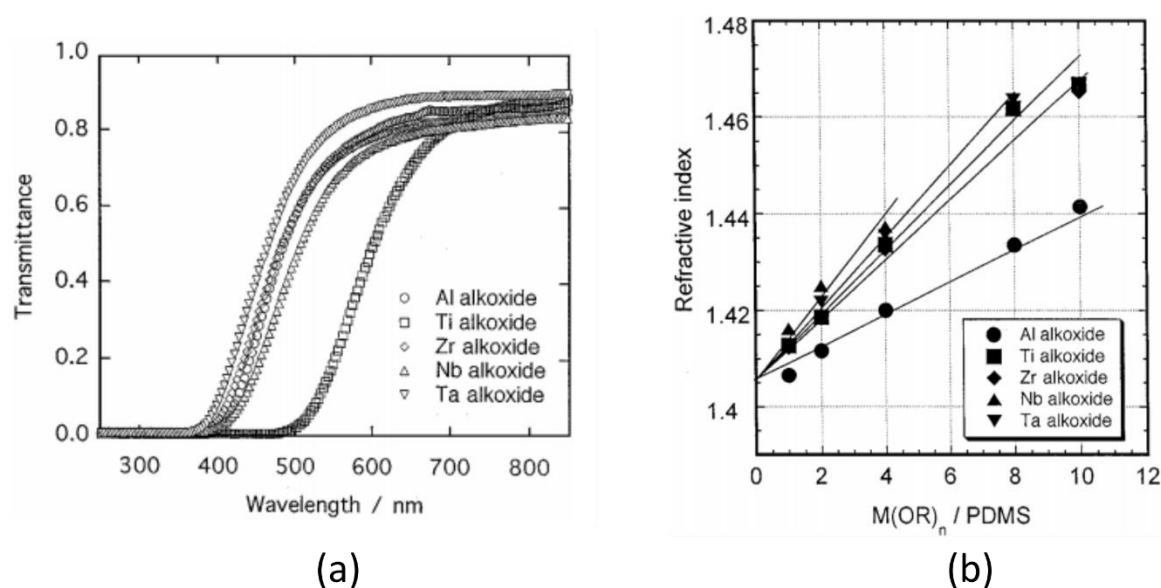 1.0
0.8
0.6
0.4
0.2
0.0
Transmittance
300 400 500 600 700 800
Wavelength / nm
Al alkoxide
Ti alkoxide
Zr alkoxide
Nb alkoxide
Ta alkoxide
(a)
1.48
1.46
1.44
1.42
1.4
Refractive index
0 2 4 6 8 10 12
M(OR)n / PDMS
Al alkoxide
Ti alkoxide
Zr alkoxide
Nb alkoxide
Ta alkoxide
(b)